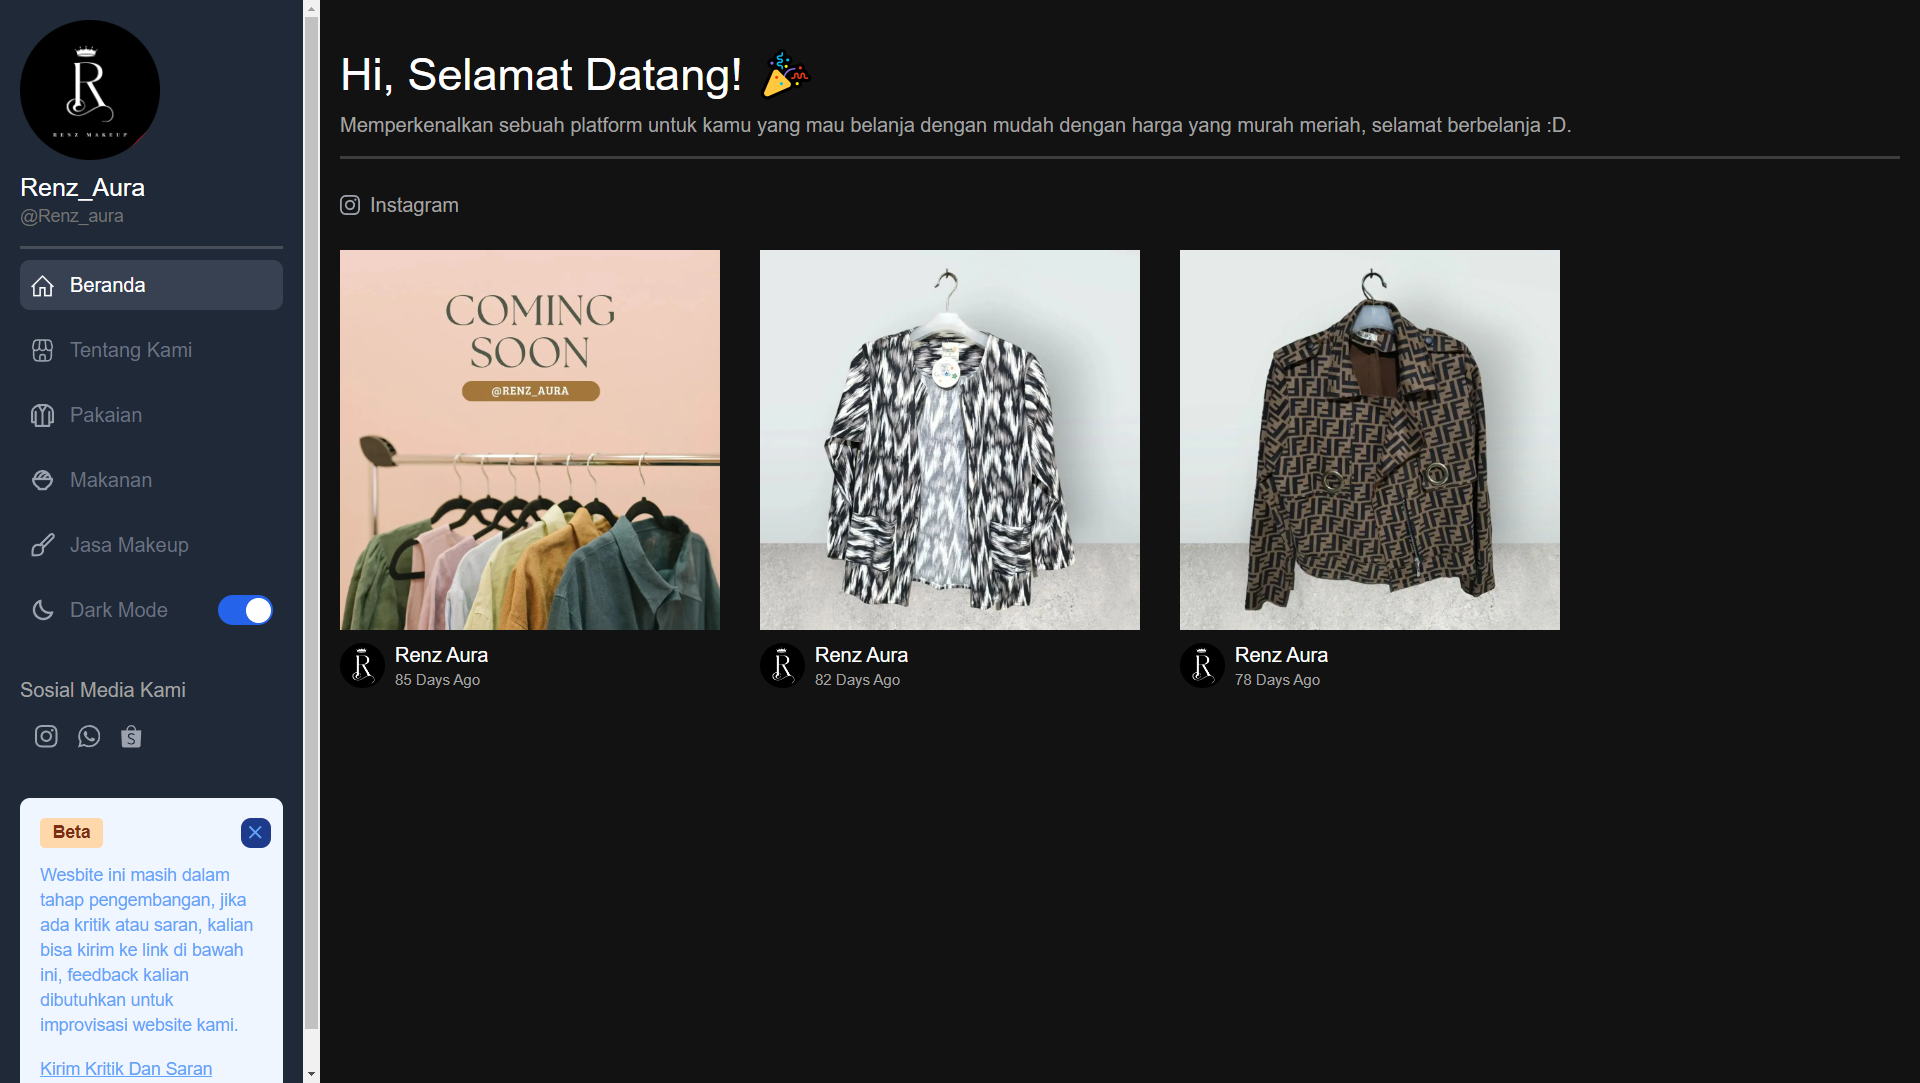 R
RENZ MAKEUP
Renz_Aura
@Renz_aura
Beranda
Tentang Kami
Pakaian
Makanan
Jasa Makeup
Dark Mode
Sosial Media Kami
S
Beta
Wesbite ini masih dalam
tahap pengembangan, jika
ada kritik atau saran, kalian
bisa kirim ke link di bawah
ini, feedback kalian
dibutuhkan untuk
improvisasi website kami.
Kirim Kritik Dan Saran
Hi, Selamat Datang!
Memperkenalkan sebuah platform untuk kamu yang mau belanja dengan mudah dengan harga yang murah meriah, selamat berbelanja :D.
Instagram
COMING
SOON
@RENZ_AURA
R
Renz Aura
85 Days Ago
R
Renz Aura
82 Days Ago
R
Renz Aura
78 Days Ago